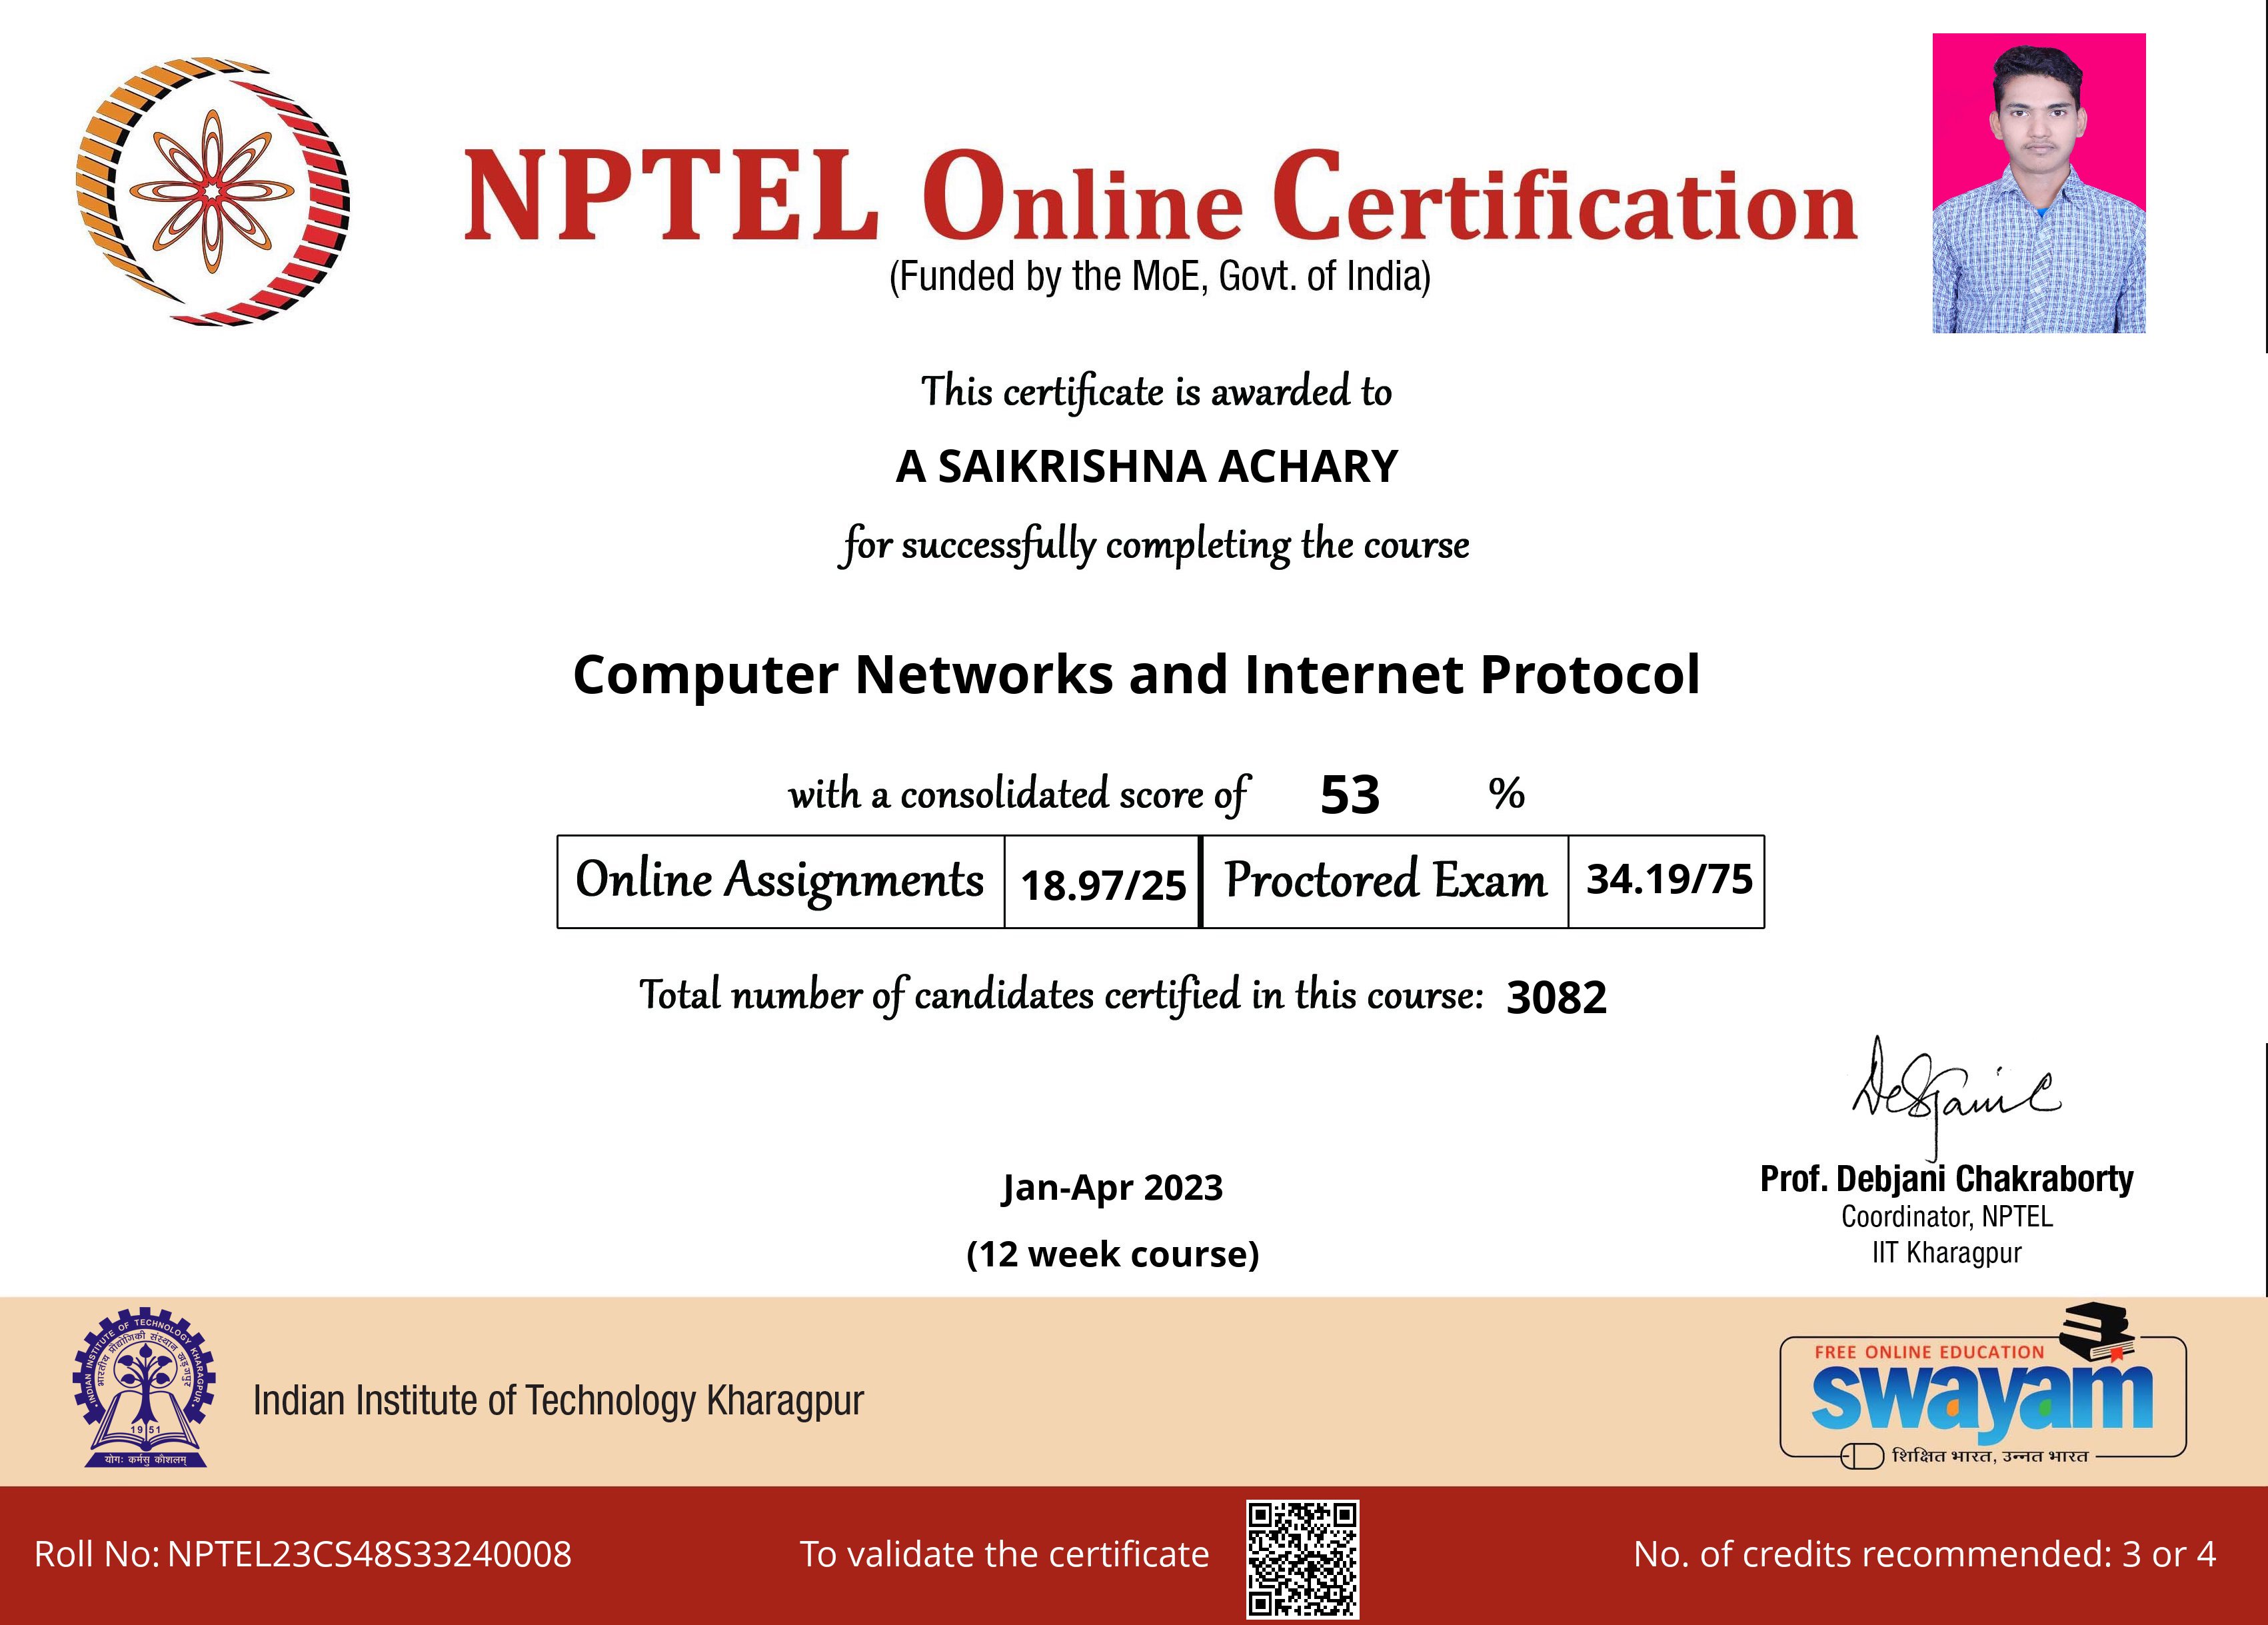 NPTEL Online Certification
(Funded by the MoE, Govt. of India)
This certificate is awarded to
A SAIKRISHNA ACHARY
for successfully completing the course
Computer Networks and Internet Protocol
with a consolidated score of 53 %
Online Assignments 18.97/25 Proctored Exam 34.19/75
Total number of candidates certified in this course: 3082
Debjani C
Prof. Debjani Chakraborty
Coordinator, NPTEL
IIT Kharagpur
Jan-Apr 2023
(12 week course)
INDIAN INSTITUTE OF TECHNOLOGY KHARAGPUR
भारतीय प्रौद्योगिकी संस्थान खड़गपुर
19 51
योगः कर्मसु कौशलम्
Indian Institute of Technology Kharagpur
FREE ONLINE EDUCATION
swayam
शिक्षित भारत, उन्नत भारत
Roll No: NPTEL23CS48S33240008
To validate the certificate
No. of credits recommended: 3 or 4